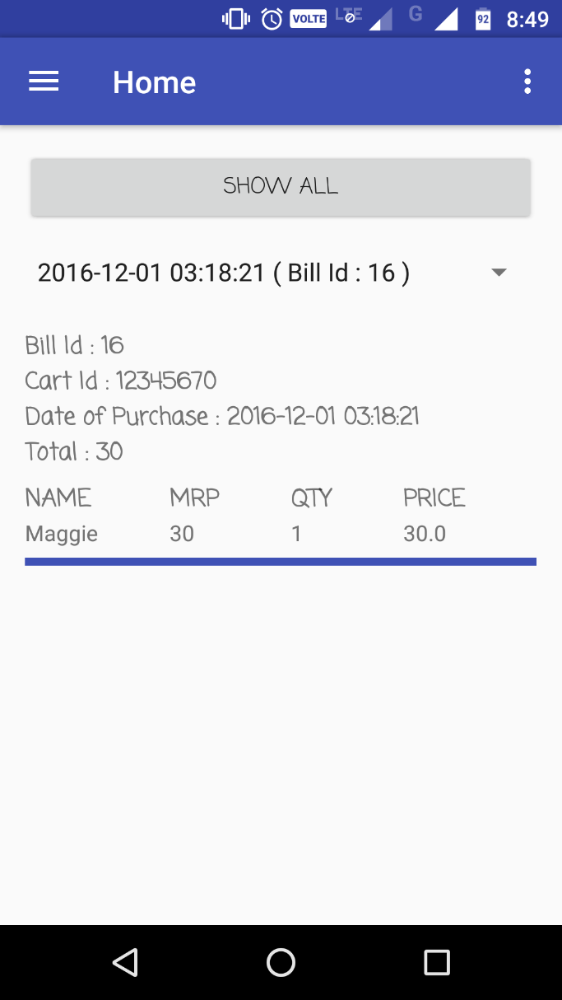 VOLTE LTE G 92 8:49
Home
SHOW ALL
2016-12-01 03:18:21 ( Bill Id : 16 )
Bill Id : 16
Cart Id : 12345670
Date of Purchase : 2016-12-01 03:18:21
Total : 30
NAME MRP QTY PRICE
Maggie 30 1 30.0